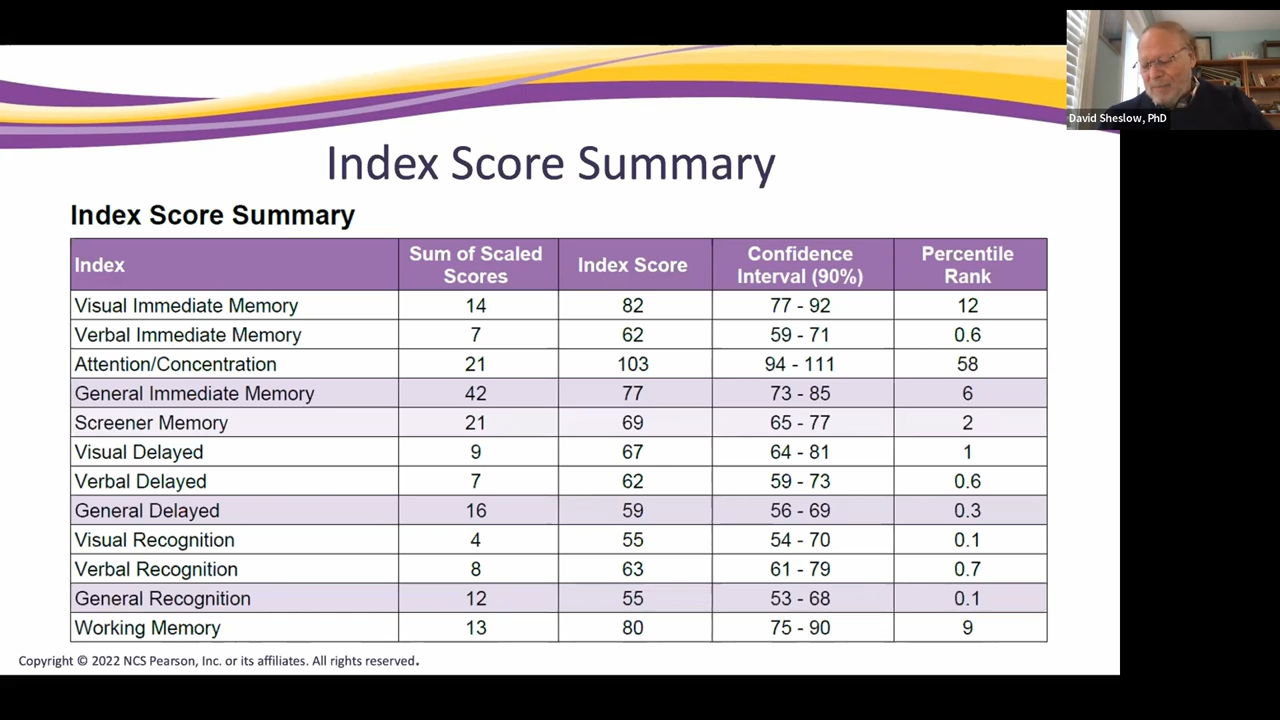 David Sheslow, PhD
Index Score Summary
Index Score Summary
Index Sum of Scaled Scores Index Score Confidence Interval (90%) Percentile Rank
Visual Immediate Memory 14 82 77 - 92 12
Verbal Immediate Memory 7 62 59 - 71 0.6
Attention/Concentration 21 103 94 - 111 58
General Immediate Memory 42 77 73 - 85 6
Screener Memory 21 69 65 - 77 2
Visual Delayed 9 67 64 - 81 1
Verbal Delayed 7 62 59 - 73 0.6
General Delayed 16 59 56 - 69 0.3
Visual Recognition 4 55 54 - 70 0.1
Verbal Recognition 8 63 61 - 79 0.7
General Recognition 12 55 53 - 68 0.1
Working Memory 13 80 75 - 90 9
Copyright © 2022 NCS Pearson, Inc. or its affiliates. All rights reserved.